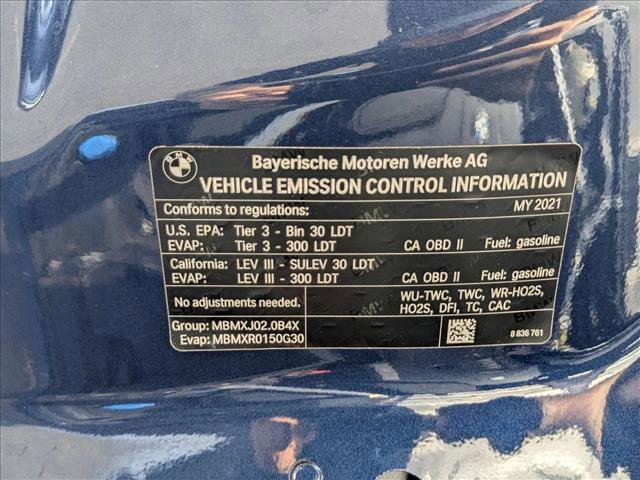 BMW
Bayerische Motoren Werke AG
VEHICLE EMISSION CONTROL INFORMATION
Conforms to regulations: MY 2021
U.S. EPA: Tier 3 - Bin 30 LDT
EVAP: Tier 3 - 300 LDT CA OBD II Fuel: gasoline
California: LEV III - SULEV 30 LDT
EVAP: LEV III - 300 LDT CA OBD II Fuel: gasoline
No adjustments needed. WU-TWC, TWC, WR-HO2S,
HO2S, DFI, TC, CAC
Group: MBMXJ02.0B4X
Evap: MBMXR0150G30 8 836 761